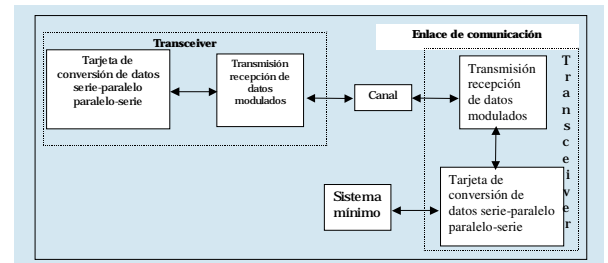 Transceiver
Tarjeta de
conversión de datos
serie-paralelo
paralelo-serie
Transmisión
recepción de
datos
modulados
Canal
Enlace de comunicación
Transmisión
recepción
de datos
modulados
Transceiver
Tarjeta de
conversión de
datos serie-paralelo
paralelo-serie
Sistema
mínimo